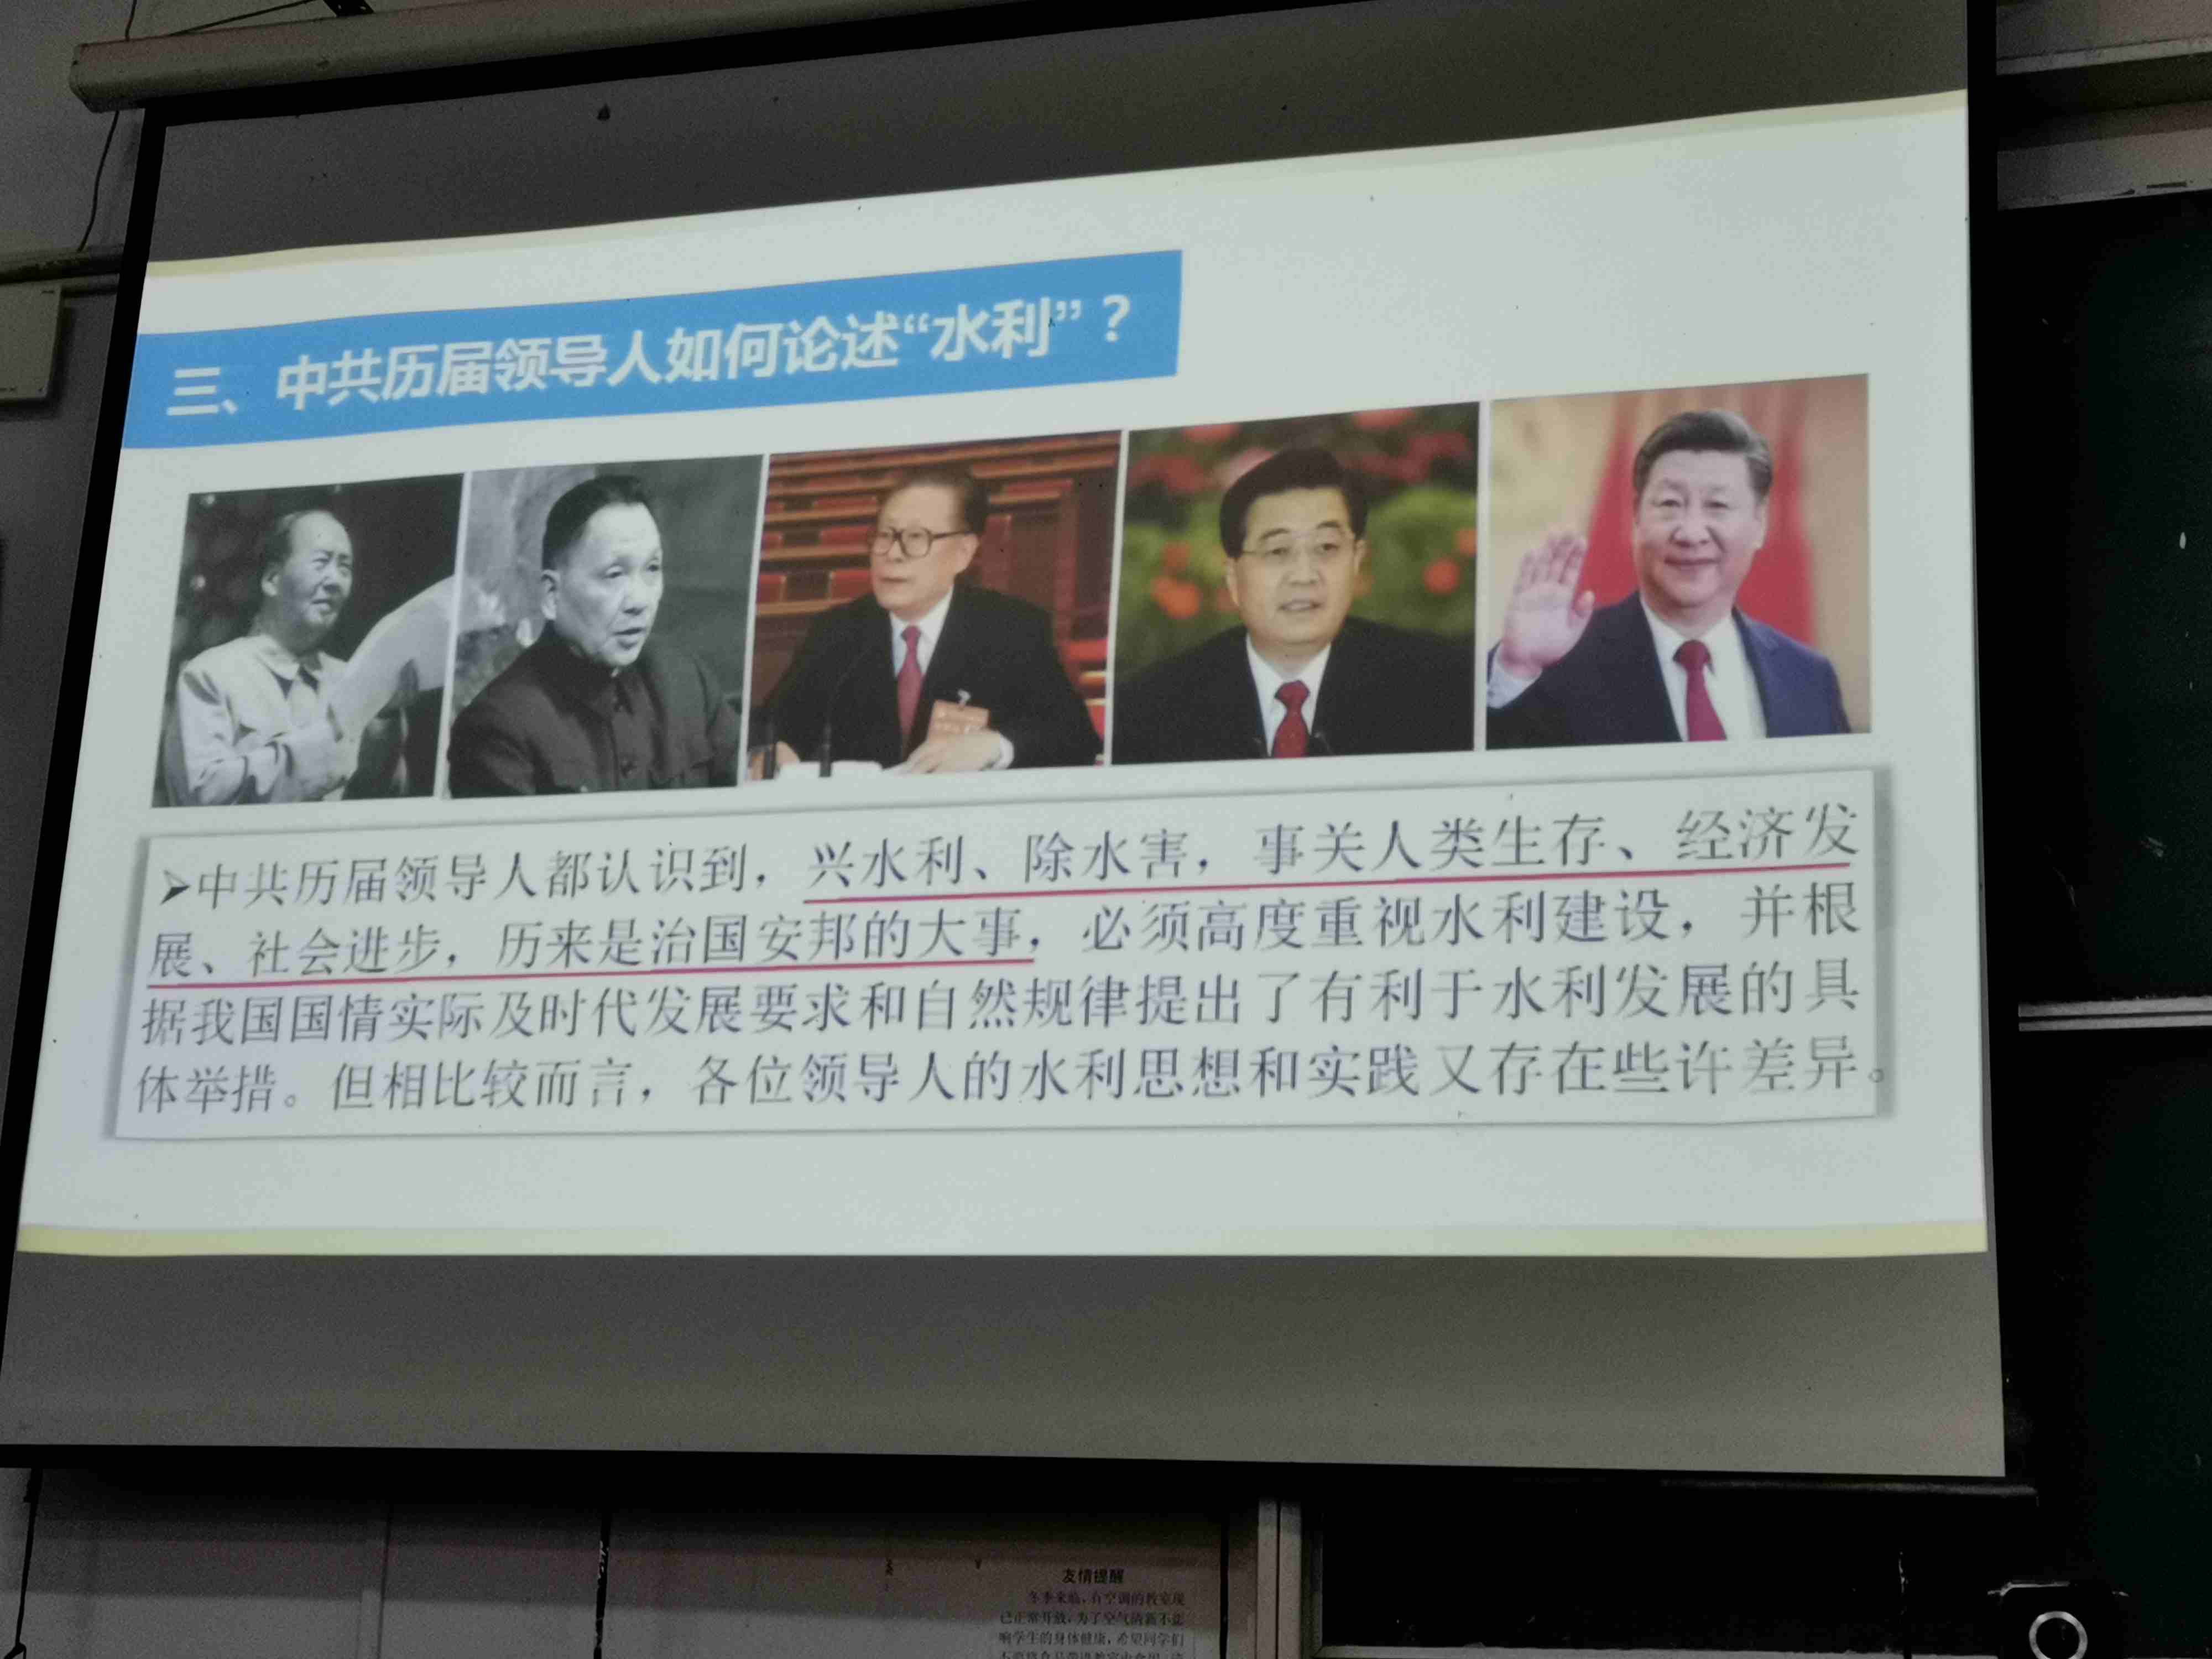 三、中共历届领导人如何论述“水利”？
➢中共历届领导人都认识到，兴水利、除水害，事关人类生存、经济发
展、社会进步，历来是治国安邦的大事，必须高度重视水利建设，并根
据我国国情实际及时代发展要求和自然规律提出了有利于水利发展的具
体举措。但相比较而言，各位领导人的水利思想和实践又存在些许差异。
友情提醒
冬季来临，有空调的教室现
已正常开放，为了空气清新不影
响学生的身体健康，希望同学们